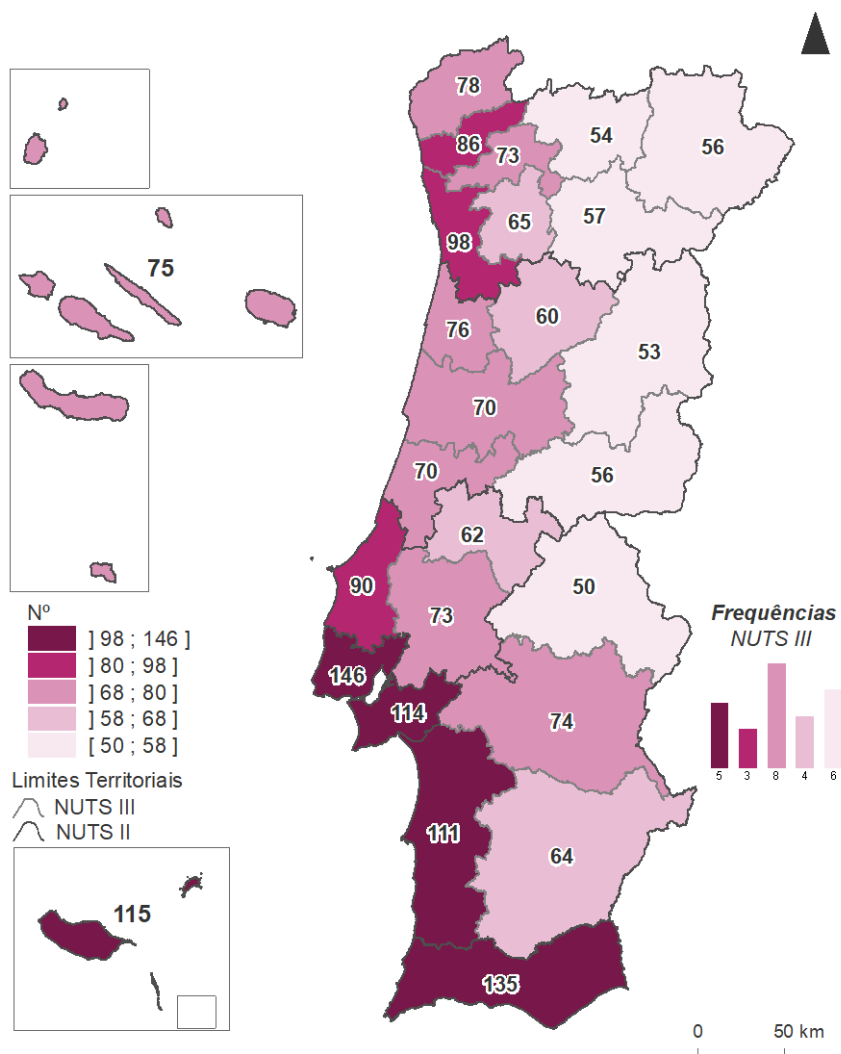 78
86
73
54
56
65
57
98
75
76
60
53
70
70
56
62
90
73
50
Nº
] 98 ; 146 ]
] 80 ; 98 ]
] 68 ; 80 ]
] 58 ; 68 ]
[ 50 ; 58 ]
146
114
74
Frequências
NUTS III
5 3 8 4 6
Limites Territoriais
NUTS III
NUTS II
111
64
115
135
0 50 km